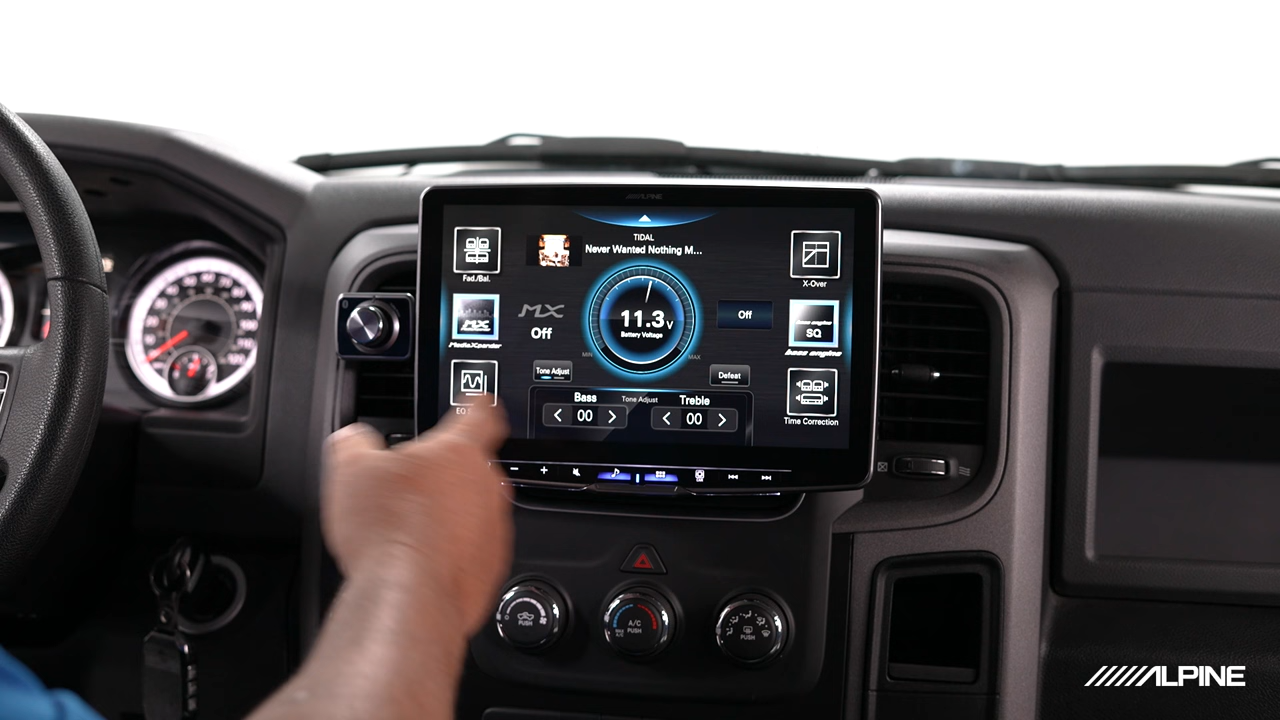 ALPINE
TIDAL
Never Wanted Nothing M...
Fad./Bal.
X-Over
MX
MX
Off
MediaXpander
11.3 V
Battery Voltage
MIN
MAX
Off
bass engine
SQ
bass engine
Tone Adjust
Defeat
EQ
Bass
Tone Adjust
Treble
00
00
Time Correction
PUSH
A/C
PUSH
PUSH
ALPINE